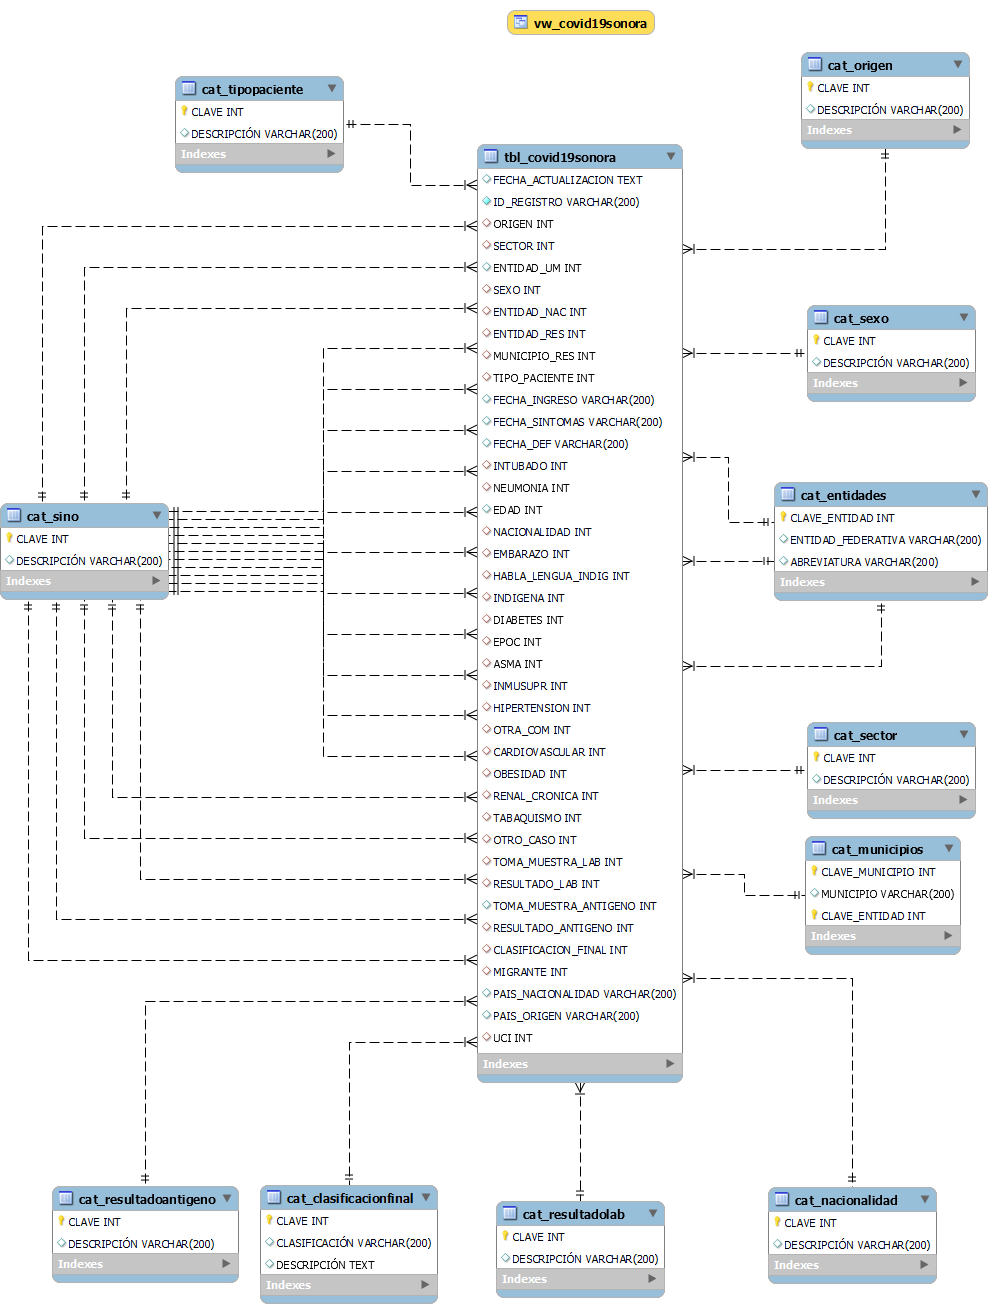 vw_covid19sonora
cat_tipopaciente
CLAVE INT
DESCRIPCIÓN VARCHAR(200)
Indexes
cat_origen
CLAVE INT
DESCRIPCIÓN VARCHAR(200)
Indexes
tbl_covid19sonora
FECHA_ACTUALIZACION TEXT
ID_REGISTRO VARCHAR(200)
ORIGEN INT
SECTOR INT
ENTIDAD_UM INT
SEXO INT
ENTIDAD_NAC INT
ENTIDAD_RES INT
MUNICIPIO_RES INT
TIPO_PACIENTE INT
FECHA_INGRESO VARCHAR(200)
FECHA_SINTOMAS VARCHAR(200)
FECHA_DEF VARCHAR(200)
INTUBADO INT
NEUMONIA INT
EDAD INT
NACIONALIDAD INT
EMBARAZO INT
HABLA_LENGUA_INDIG INT
INDIGENA INT
DIABETES INT
EPOC INT
ASMA INT
INMUSUPR INT
HIPERTENSION INT
OTRA_COM INT
CARDIOVASCULAR INT
OBESIDAD INT
RENAL_CRONICA INT
TABAQUISMO INT
OTRO_CASO INT
TOMA_MUESTRA_LAB INT
RESULTADO_LAB INT
TOMA_MUESTRA_ANTIGENO INT
RESULTADO_ANTIGENO INT
CLASIFICACION_FINAL INT
MIGRANTE INT
PAIS_NACIONALIDAD VARCHAR(200)
PAIS_ORIGEN VARCHAR(200)
UCI INT
Indexes
cat_sexo
CLAVE INT
DESCRIPCIÓN VARCHAR(200)
Indexes
cat_sino
CLAVE INT
DESCRIPCIÓN VARCHAR(200)
Indexes
cat_entidades
CLAVE_ENTIDAD INT
ENTIDAD_FEDERATIVA VARCHAR(200)
ABREVIATURA VARCHAR(200)
Indexes
cat_sector
CLAVE INT
DESCRIPCIÓN VARCHAR(200)
Indexes
cat_municipios
CLAVE_MUNICIPIO INT
MUNICIPIO VARCHAR(200)
CLAVE_ENTIDAD INT
Indexes
cat_resultadoantigeno
CLAVE INT
DESCRIPCIÓN VARCHAR(200)
Indexes
cat_clasificacionfinal
CLAVE INT
CLASIFICACIÓN VARCHAR(200)
DESCRIPCIÓN TEXT
Indexes
cat_resultadolab
CLAVE INT
DESCRIPCIÓN VARCHAR(200)
Indexes
cat_nacionalidad
CLAVE INT
DESCRIPCIÓN VARCHAR(200)
Indexes